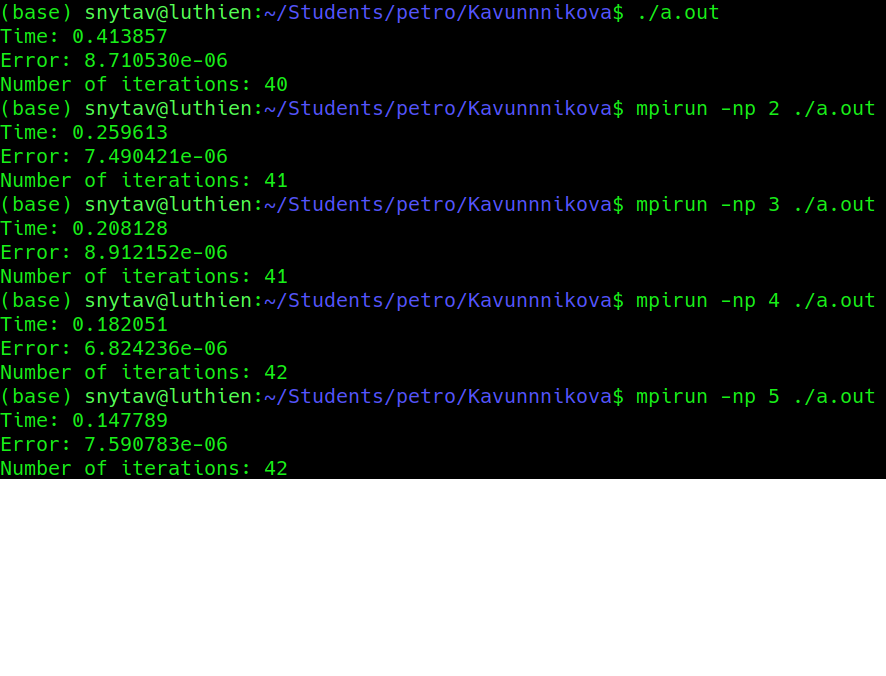 (base) snytav@luthien:~/Students/petro/Kavunnnikova$ ./a.out
Time: 0.413857
Error: 8.710530e-06
Number of iterations: 40
(base) snytav@luthien:~/Students/petro/Kavunnnikova$ mpirun -np 2 ./a.out
Time: 0.259613
Error: 7.490421e-06
Number of iterations: 41
(base) snytav@luthien:~/Students/petro/Kavunnnikova$ mpirun -np 3 ./a.out
Time: 0.208128
Error: 8.912152e-06
Number of iterations: 41
(base) snytav@luthien:~/Students/petro/Kavunnnikova$ mpirun -np 4 ./a.out
Time: 0.182051
Error: 6.824236e-06
Number of iterations: 42
(base) snytav@luthien:~/Students/petro/Kavunnnikova$ mpirun -np 5 ./a.out
Time: 0.147789
Error: 7.590783e-06
Number of iterations: 42